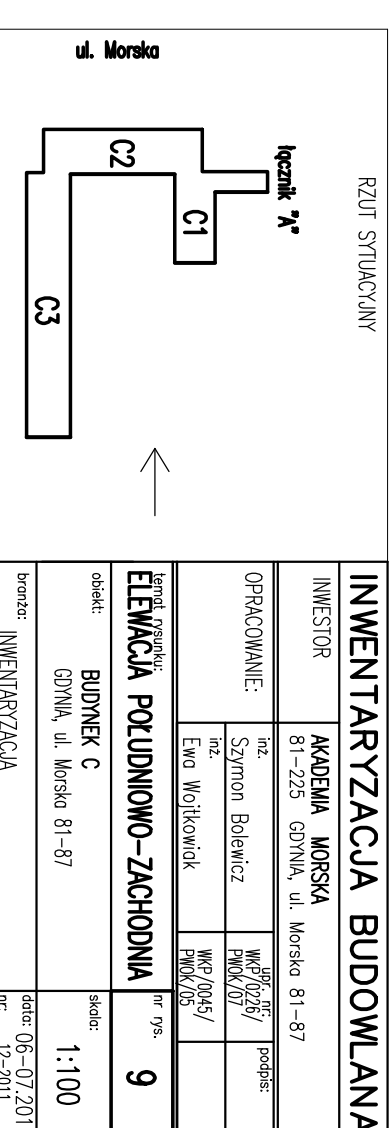 RZUT SYTUACYJNY
ul. Morska
łącznik "A"
C1
C2
C3
INWENTARYZACJA BUDOWLANA
INWESTOR
AKADEMIA MORSKA
81-225 GDYNIA, ul. Morska 81-87
OPRACOWANIE:
upr. nr:
podpis:
inż.
Szymon Bolewicz
WKP/0226/
PWOK/07
inż.
Ewa Wojtkowiak
WKP/0045/
PWOK/05
temat rysunku:
ELEWACJA POŁUDNIOWO-ZACHODNIA
nr rys.
9
obiekt:
BUDYNEK C
GDYNIA, ul. Morska 81-87
skala:
1:100
branża:
INWENTARYZACJA
data: 06-07.201
nr: 12-2011